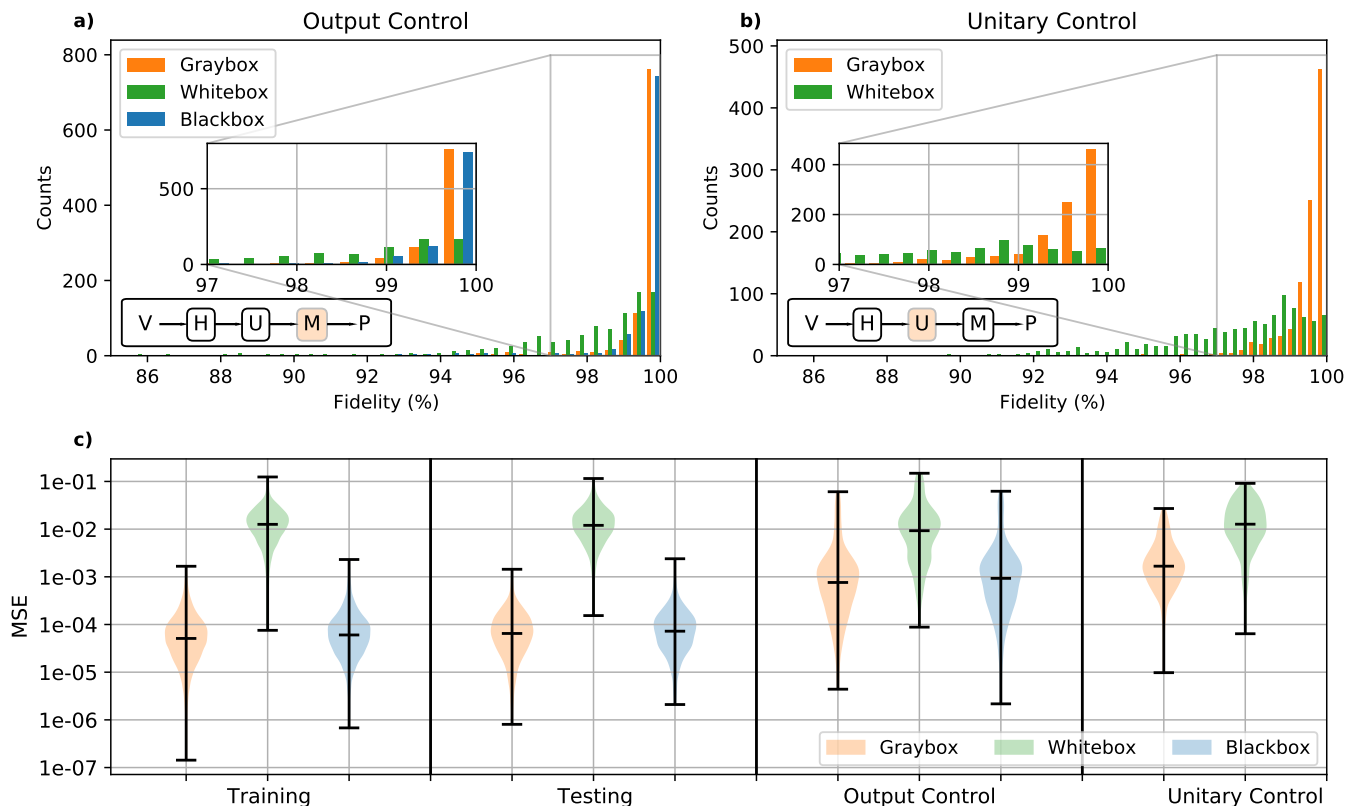 a)
Output Control
Counts
800
600
400
200
0
Graybox
Whitebox
Blackbox
500
0
97 98 99 100
V H U M P
86 88 90 92 94 96 98 100
Fidelity (%)
b)
Unitary Control
Counts
500
400
300
200
100
0
Graybox
Whitebox
400
200
0
97 98 99 100
V H U M P
86 88 90 92 94 96 98 100
Fidelity (%)
c)
MSE
1e-01
1e-02
1e-03
1e-04
1e-05
1e-06
1e-07
Graybox Whitebox Blackbox
Training Testing Output Control Unitary Control